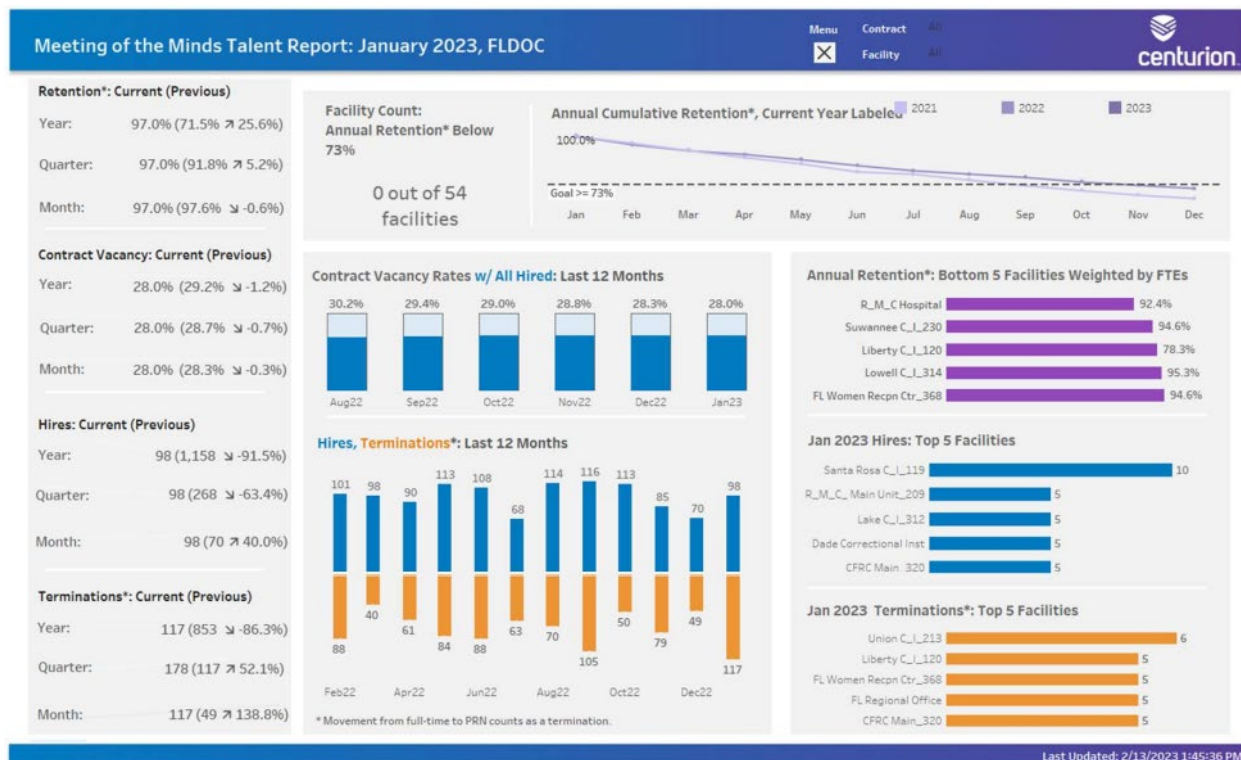 Meeting of the Minds Talent Report: January 2023, FLDOC
Menu
Contract All
Facility All
centurion.
Retention*: Current (Previous)
Year: 97.0% (71.5% ↗ 25.6%)
Quarter: 97.0% (91.8% ↗ 5.2%)
Month: 97.0% (97.6% ↘ -0.6%)
Contract Vacancy: Current (Previous)
Year: 28.0% (29.2% ↘ -1.2%)
Quarter: 28.0% (28.7% ↘ -0.7%)
Month: 28.0% (28.3% ↘ -0.3%)
Hires: Current (Previous)
Year: 98 (1,158 ↘ -91.5%)
Quarter: 98 (268 ↘ -63.4%)
Month: 98 (70 ↗ 40.0%)
Terminations*: Current (Previous)
Year: 117 (853 ↘ -86.3%)
Quarter: 178 (117 ↗ 52.1%)
Month: 117 (49 ↗ 138.8%)
Facility Count:
Annual Retention* Below
73%
0 out of 54
facilities
Annual Cumulative Retention*, Current Year Labeled
2021 2022 2023
100.0%
Goal >= 73%
Jan Feb Mar Apr May Jun Jul Aug Sep Oct Nov Dec
Contract Vacancy Rates w/ All Hired: Last 12 Months
30.2% 29.4% 29.0% 28.8% 28.3% 28.0%
Aug22 Sep22 Oct22 Nov22 Dec22 Jan23
Hires, Terminations*: Last 12 Months
101 98 90 113 108 68 114 116 113 85 70 98
88 40 61 84 88 63 70 105 50 79 49 117
Feb22 Apr22 Jun22 Aug22 Oct22 Dec22
* Movement from full-time to PRN counts as a termination.
Annual Retention*: Bottom 5 Facilities Weighted by FTEs
R_M_C Hospital 92.4%
Suwannee C_I_230 94.6%
Liberty C_I_120 78.3%
Lowell C_I_314 95.3%
FL Women Recpn Ctr_368 94.6%
Jan 2023 Hires: Top 5 Facilities
Santa Rosa C_I_119 10
R_M_C_ Main Unit_209 5
Lake C_I_312 5
Dade Correctional Inst 5
CFRC Main_320 5
Jan 2023 Terminations*: Top 5 Facilities
Union C_I_213 6
Liberty C_I_120 5
FL Women Recpn Ctr_368 5
FL Regional Office 5
CFRC Main_320 5
Last Updated: 2/13/2023 1:45:36 PM